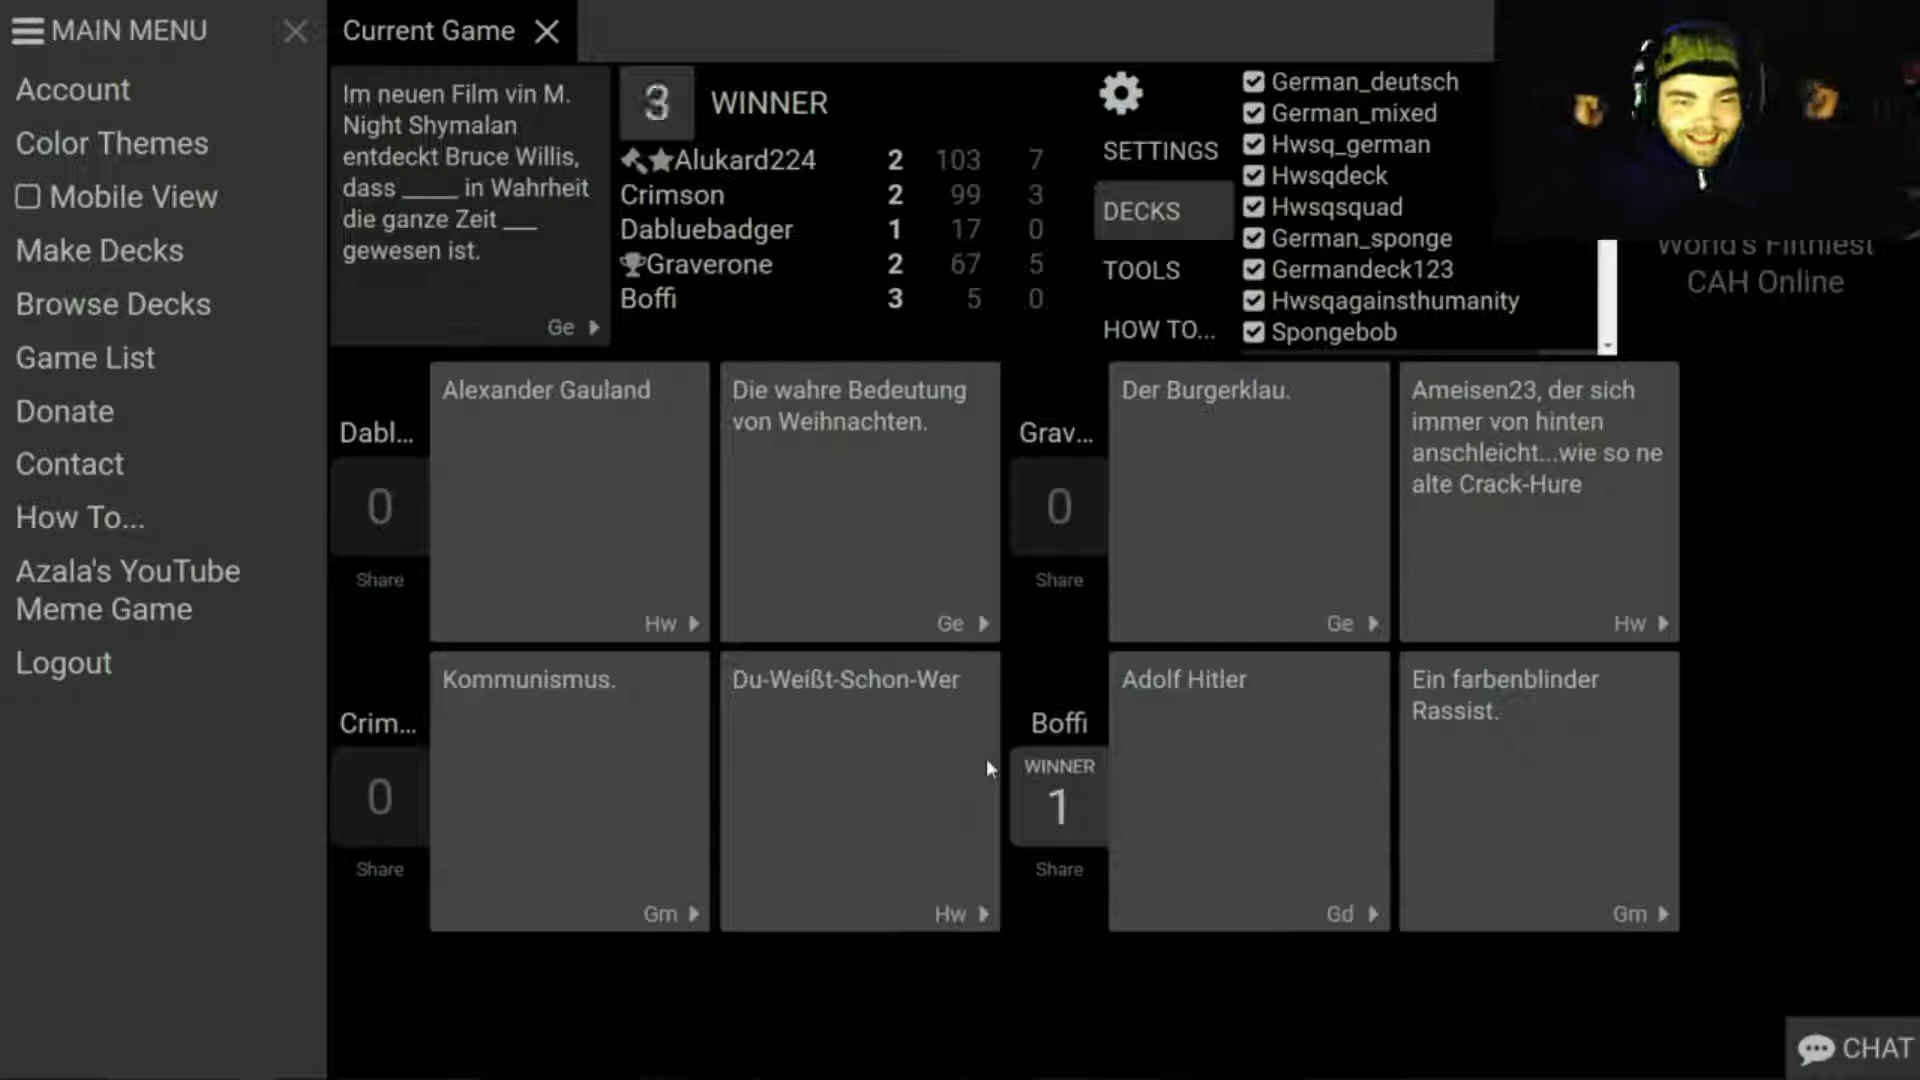 MAIN MENU
Account
Color Themes
Mobile View
Make Decks
Browse Decks
Game List
Donate
Contact
How To...
Azala's YouTube
Meme Game
Logout
Current Game
Im neuen Film vin M.
Night Shymalan
entdeckt Bruce Willis,
dass _____ in Wahrheit
die ganze Zeit ___
gewesen ist.
Ge
3 WINNER
Alukard224 2 103 7
Crimson 2 99 3
Dabluebadger 1 17 0
Graverone 2 67 5
Boffi 3 5 0
SETTINGS
DECKS
TOOLS
HOW TO...
German_deutsch
German_mixed
Hwsq_german
Hwsqdeck
Hwsqsquad
German_sponge
Germandeck123
Hwsqagainsthumanity
Spongebob
World's Filthiest
CAH Online
Dabl...
0
Share
Alexander Gauland
Hw
Die wahre Bedeutung
von Weihnachten.
Ge
Grav...
0
Share
Der Burgerklau.
Ge
Ameisen23, der sich
immer von hinten
anschleicht...wie so ne
alte Crack-Hure
Hw
Crim...
0
Share
Kommunismus.
Gm
Du-Weißt-Schon-Wer
Hw
Boffi
WINNER
1
Share
Adolf Hitler
Gd
Ein farbenblinder
Rassist.
Gm
CHAT